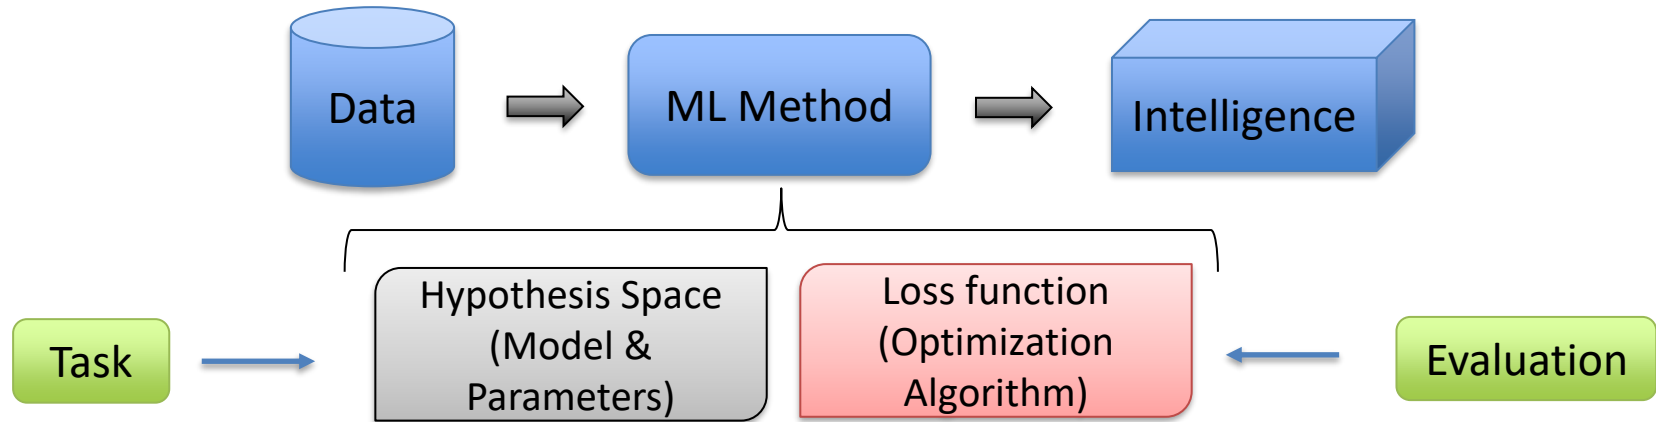 Data
ML Method
Intelligence
Task
Hypothesis Space
(Model &
Parameters)
Loss function
(Optimization
Algorithm)
Evaluation